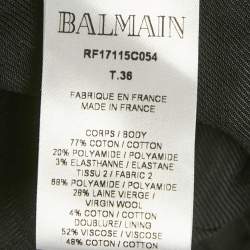 BALMAIN
RF17115C054
T.36
FABRIQUE EN FRANCE
MADE IN FRANCE
CORPS / BODY
77% COTON / COTTON
20% POLYAMIDE / POLYAMIDE
3% ELASTHANE / ELASTANE
TISSU 2 / FABRIC 2
68% POLYAMIDE / POLYAMIDE
28% LAINE VIERGE /
VIRGIN WOOL
4% COTON / COTTON
DOUBLURE/ LINING
52% VISCOSE / VISCOSE
48% COTON / COTTON